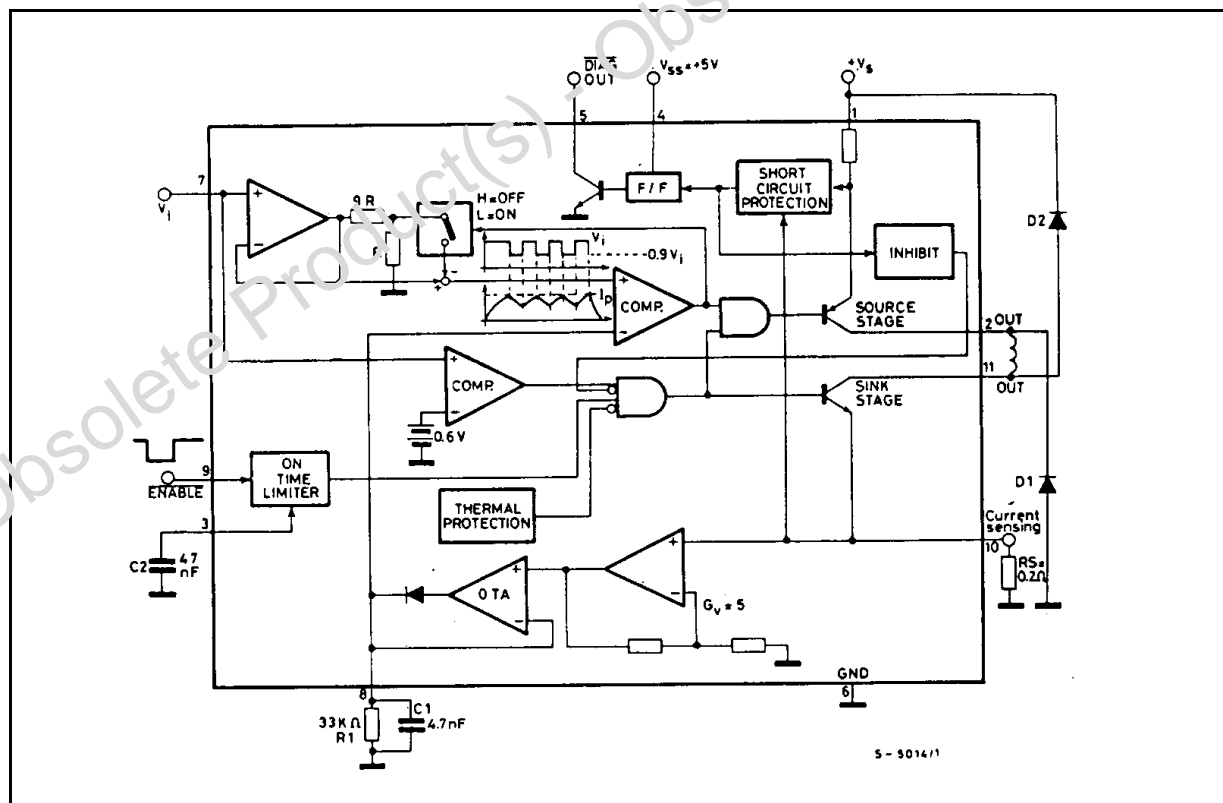 Obsolete Product(s) - Obs
DIAG
OUT
Vss=+5V
+Vs
5
4
1
7
Vi
9R
R
H=OFF
L=ON
Vi
0.9 Vi
Ip
COMP.
F/F
SHORT
CIRCUIT
PROTECTION
INHIBIT
D2
SOURCE
STAGE
2 OUT
11
OUT
SINK
STAGE
COMP.
0.6V
9
ENABLE
ON
TIME
LIMITER
3
C2
47
nF
THERMAL
PROTECTION
D1
Current
sensing
10
RS=
0.2Ω
OTA
Gv=5
8
33KΩ
R1
C1
4.7nF
GND
6
S-5014/1